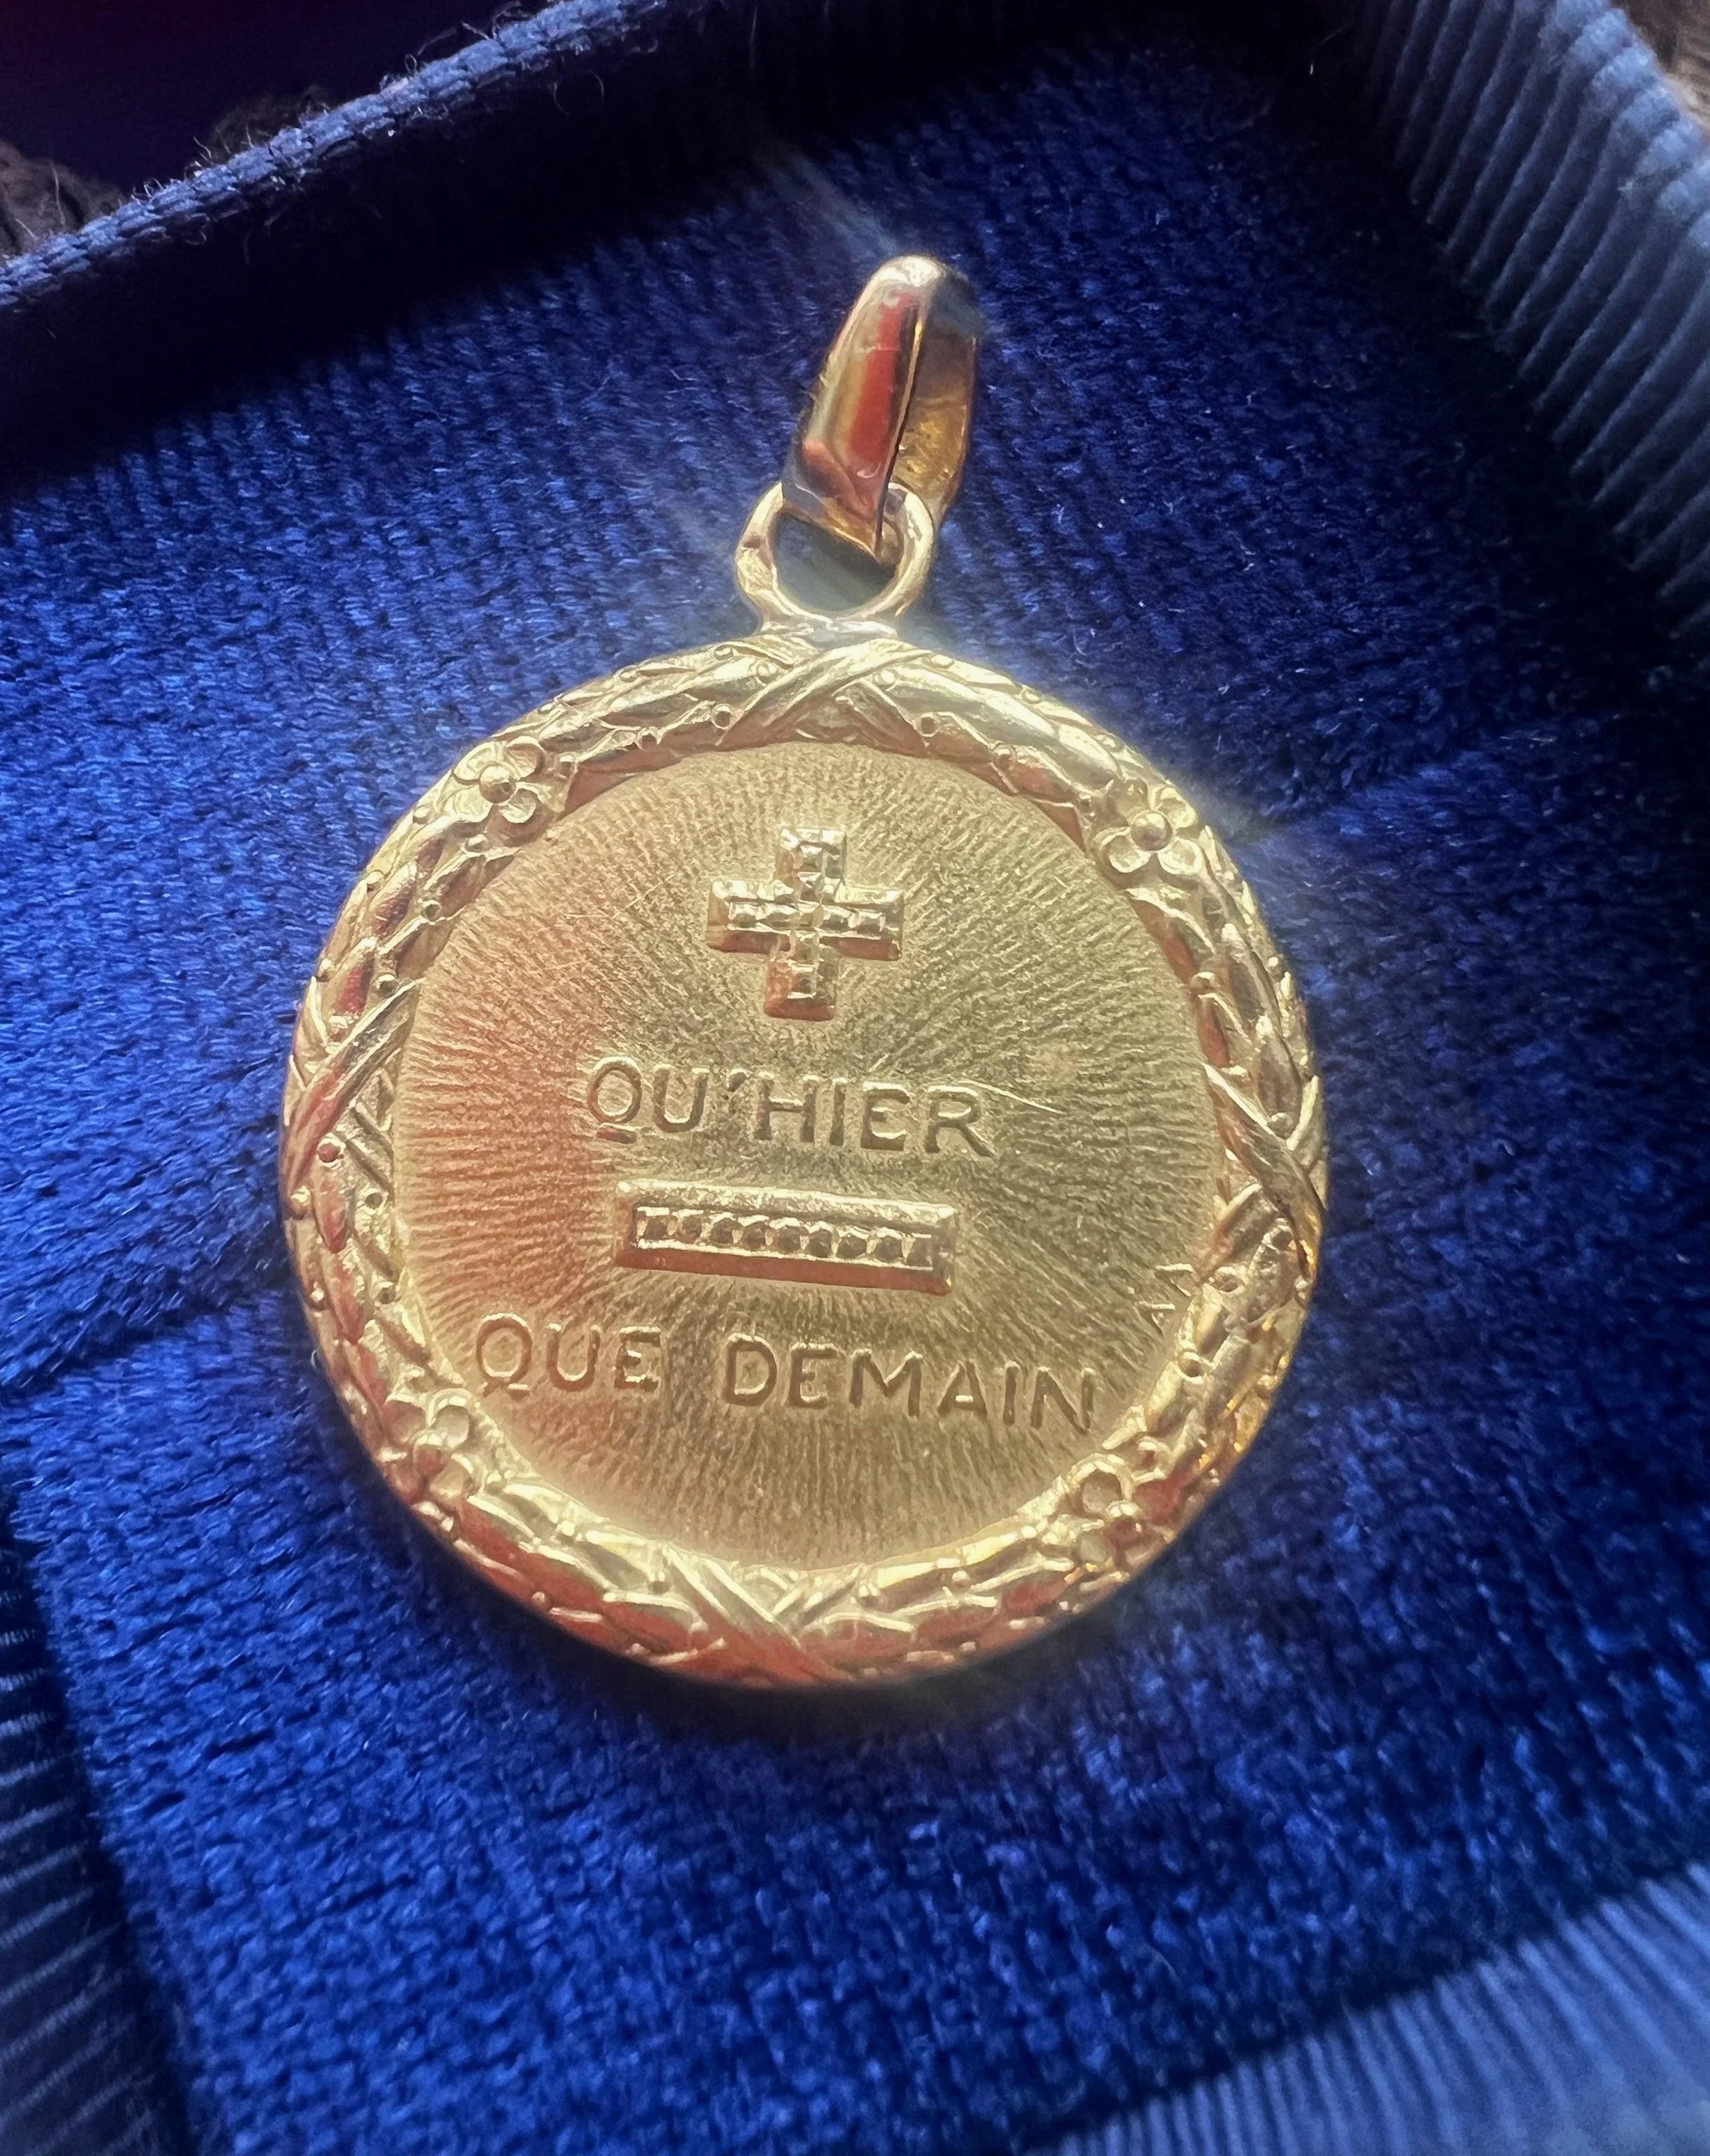 +
QU'HIER
−
QUE DEMAIN